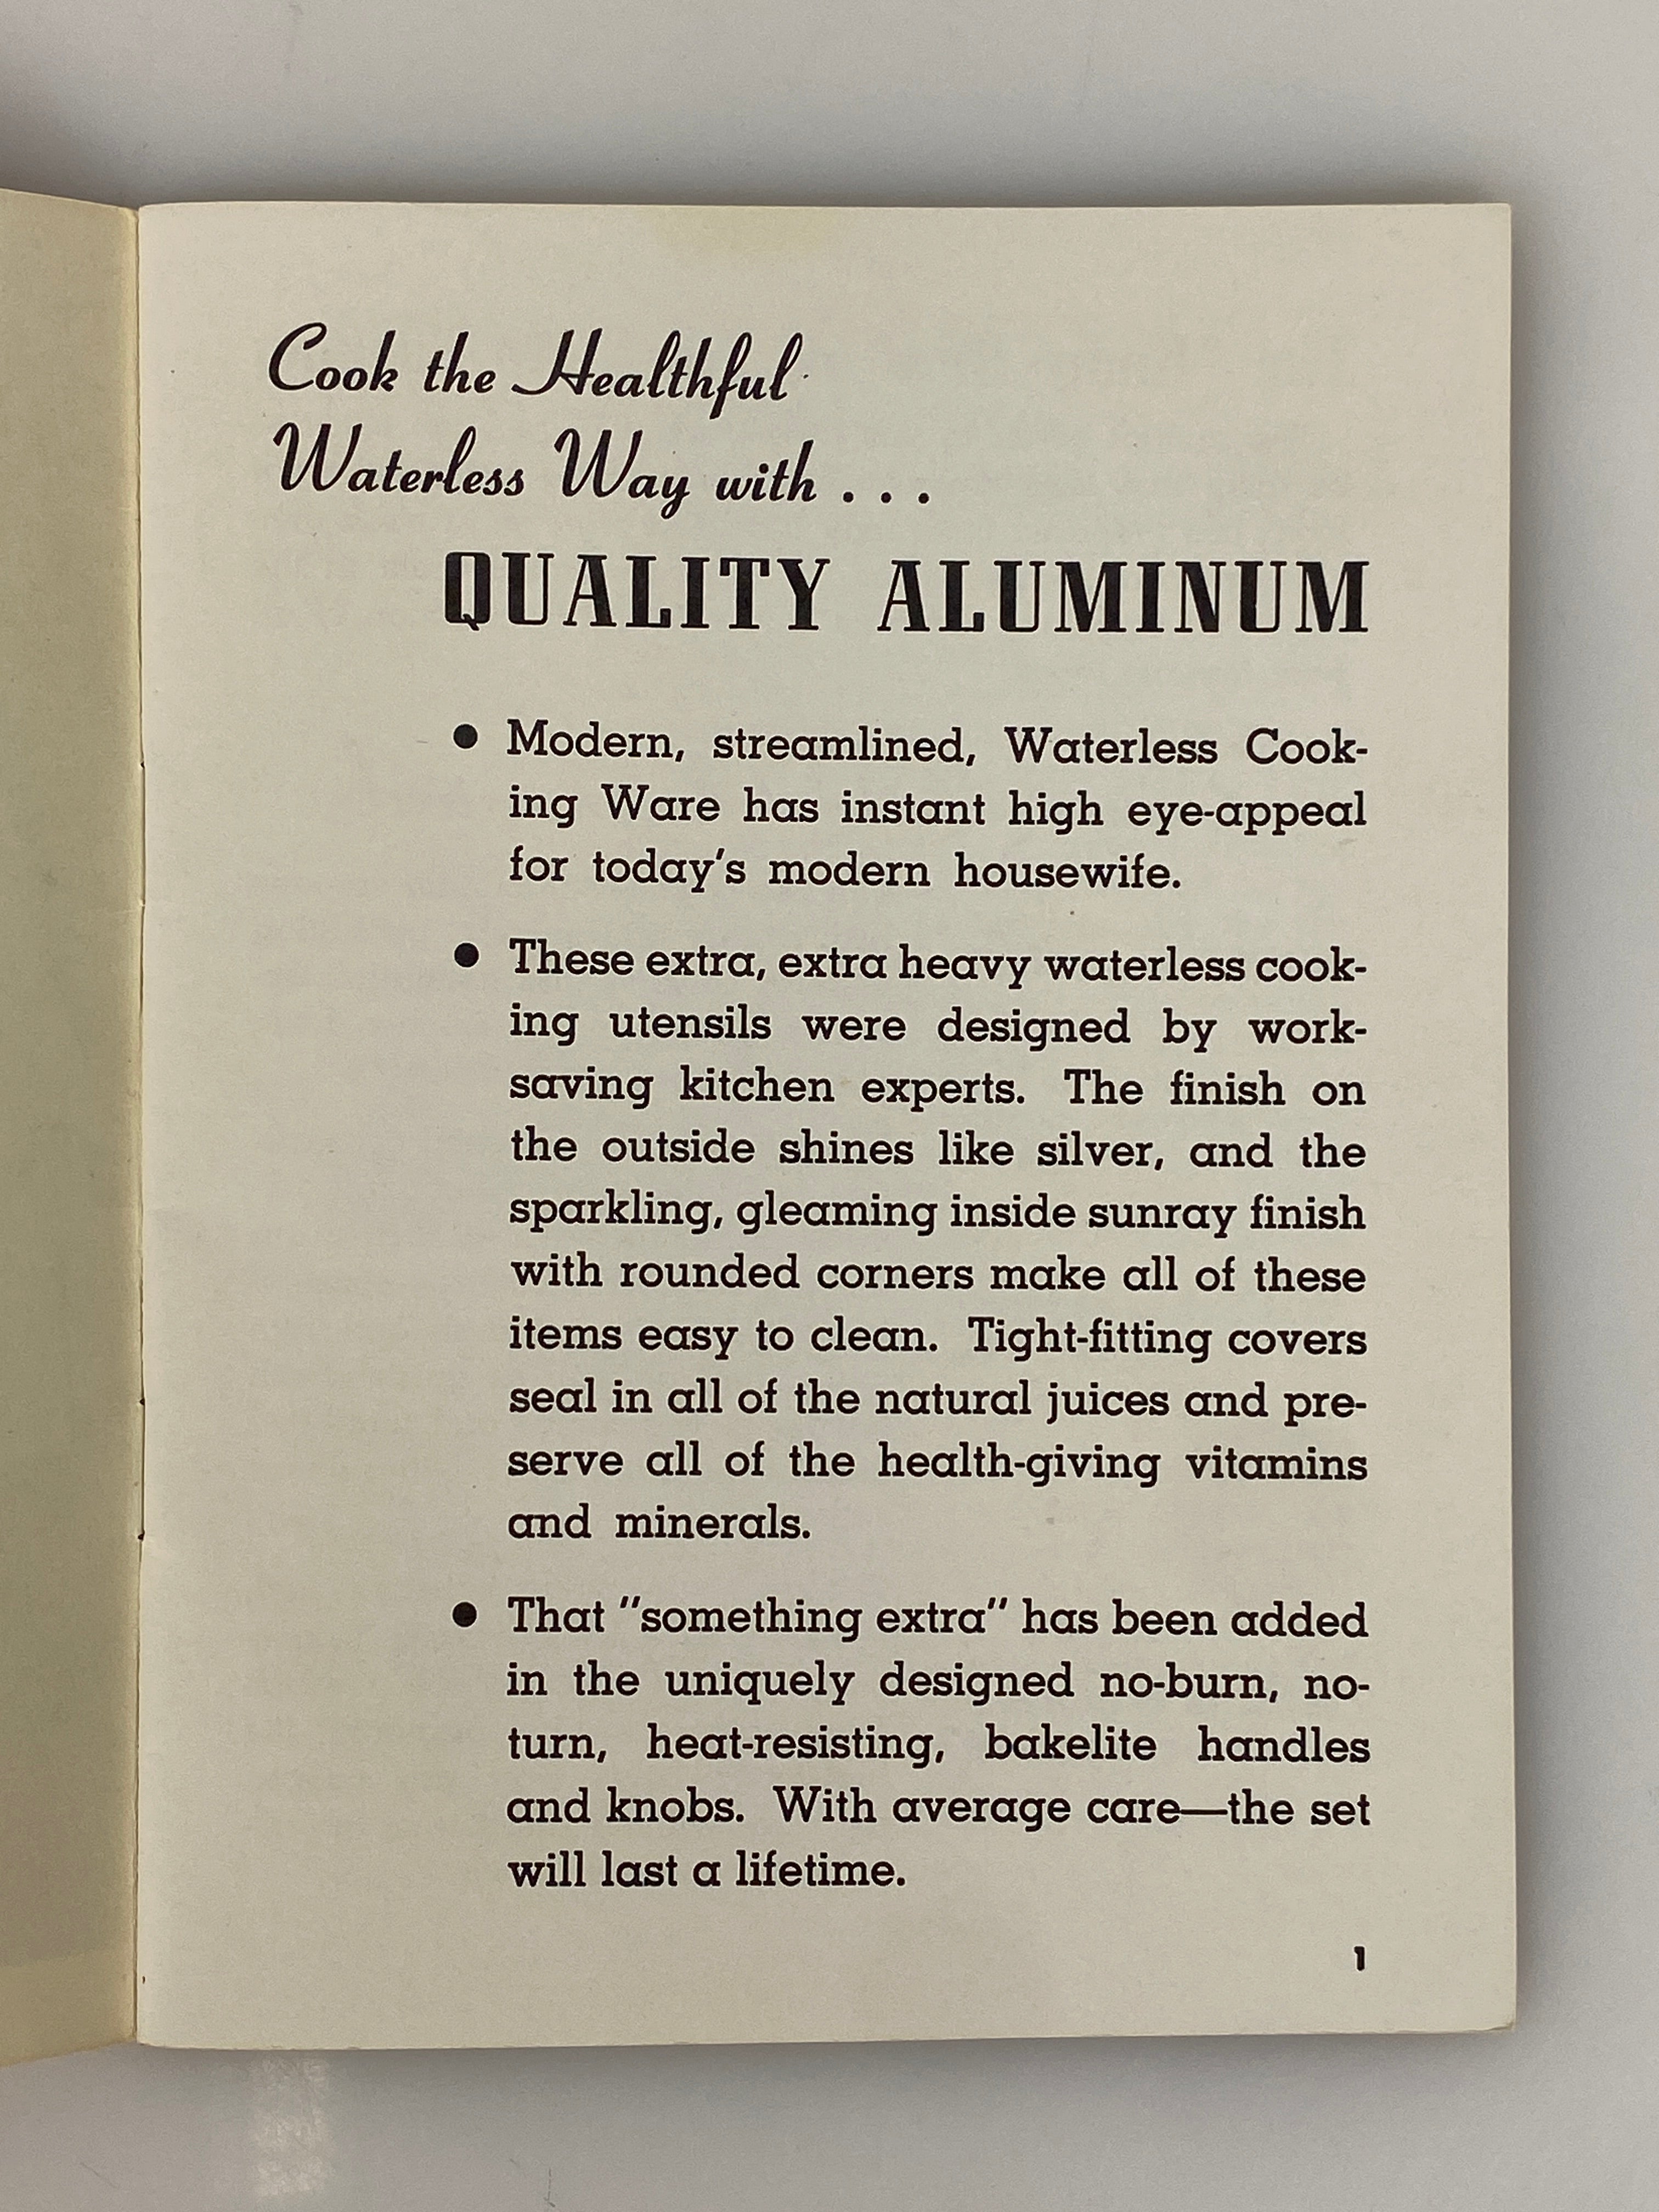 Cook the Healthful
Waterless Way with . . .
QUALITY ALUMINUM
● Modern, streamlined, Waterless Cook-
ing Ware has instant high eye-appeal
for today's modern housewife.
● These extra, extra heavy waterless cook-
ing utensils were designed by work-
saving kitchen experts. The finish on
the outside shines like silver, and the
sparkling, gleaming inside sunray finish
with rounded corners make all of these
items easy to clean. Tight-fitting covers
seal in all of the natural juices and pre-
serve all of the health-giving vitamins
and minerals.
● That "something extra" has been added
in the uniquely designed no-burn, no-
turn, heat-resisting, bakelite handles
and knobs. With average care—the set
will last a lifetime.
1